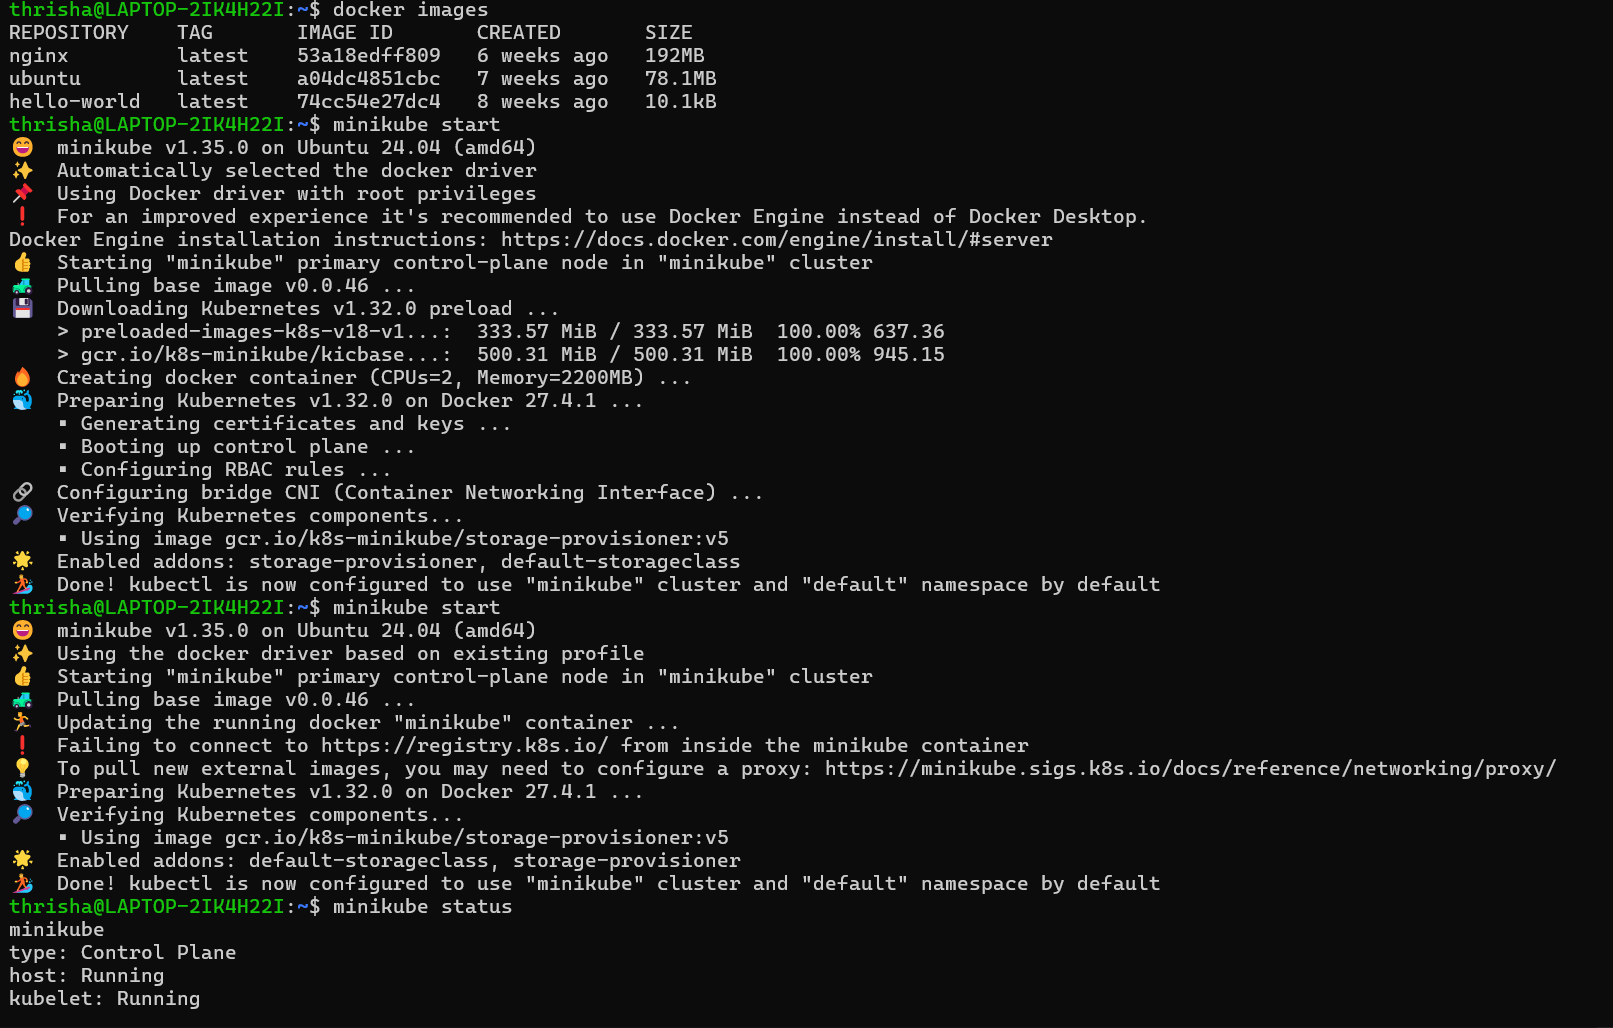 thrisha@LAPTOP-2IK4H22I:~$ docker images
REPOSITORY    TAG       IMAGE ID       CREATED       SIZE
nginx         latest    53a18edff809   6 weeks ago   192MB
ubuntu        latest    a04dc4851cbc   7 weeks ago   78.1MB
hello-world   latest    74cc54e27dc4   8 weeks ago   10.1kB
thrisha@LAPTOP-2IK4H22I:~$ minikube start
😄  minikube v1.35.0 on Ubuntu 24.04 (amd64)
✨  Automatically selected the docker driver
📌  Using Docker driver with root privileges
❗  For an improved experience it's recommended to use Docker Engine instead of Docker Desktop.
Docker Engine installation instructions: https://docs.docker.com/engine/install/#server
👍  Starting "minikube" primary control-plane node in "minikube" cluster
🚜  Pulling base image v0.0.46 ...
💾  Downloading Kubernetes v1.32.0 preload ...
    > preloaded-images-k8s-v18-v1...:  333.57 MiB / 333.57 MiB  100.00% 637.36
    > gcr.io/k8s-minikube/kicbase...:  500.31 MiB / 500.31 MiB  100.00% 945.15
🔥  Creating docker container (CPUs=2, Memory=2200MB) ...
🐳  Preparing Kubernetes v1.32.0 on Docker 27.4.1 ...
    ▪ Generating certificates and keys ...
    ▪ Booting up control plane ...
    ▪ Configuring RBAC rules ...
🔗  Configuring bridge CNI (Container Networking Interface) ...
🔎  Verifying Kubernetes components...
    ▪ Using image gcr.io/k8s-minikube/storage-provisioner:v5
🌟  Enabled addons: storage-provisioner, default-storageclass
🏄  Done! kubectl is now configured to use "minikube" cluster and "default" namespace by default
thrisha@LAPTOP-2IK4H22I:~$ minikube start
😄  minikube v1.35.0 on Ubuntu 24.04 (amd64)
✨  Using the docker driver based on existing profile
👍  Starting "minikube" primary control-plane node in "minikube" cluster
🚜  Pulling base image v0.0.46 ...
🏃  Updating the running docker "minikube" container ...
❗  Failing to connect to https://registry.k8s.io/ from inside the minikube container
💡  To pull new external images, you may need to configure a proxy: https://minikube.sigs.k8s.io/docs/reference/networking/proxy/
🐳  Preparing Kubernetes v1.32.0 on Docker 27.4.1 ...
🔎  Verifying Kubernetes components...
    ▪ Using image gcr.io/k8s-minikube/storage-provisioner:v5
🌟  Enabled addons: default-storageclass, storage-provisioner
🏄  Done! kubectl is now configured to use "minikube" cluster and "default" namespace by default
thrisha@LAPTOP-2IK4H22I:~$ minikube status
minikube
type: Control Plane
host: Running
kubelet: Running